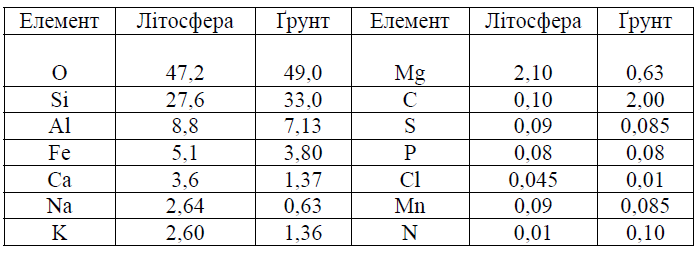 Елемент Літосфера Ґрунт Елемент Літосфера Ґрунт
O 47,2 49,0 Mg 2,10 0,63
Si 27,6 33,0 C 0,10 2,00
Al 8,8 7,13 S 0,09 0,085
Fe 5,1 3,80 P 0,08 0,08
Ca 3,6 1,37 Cl 0,045 0,01
Na 2,64 0,63 Mn 0,09 0,085
K 2,60 1,36 N 0,01 0,10